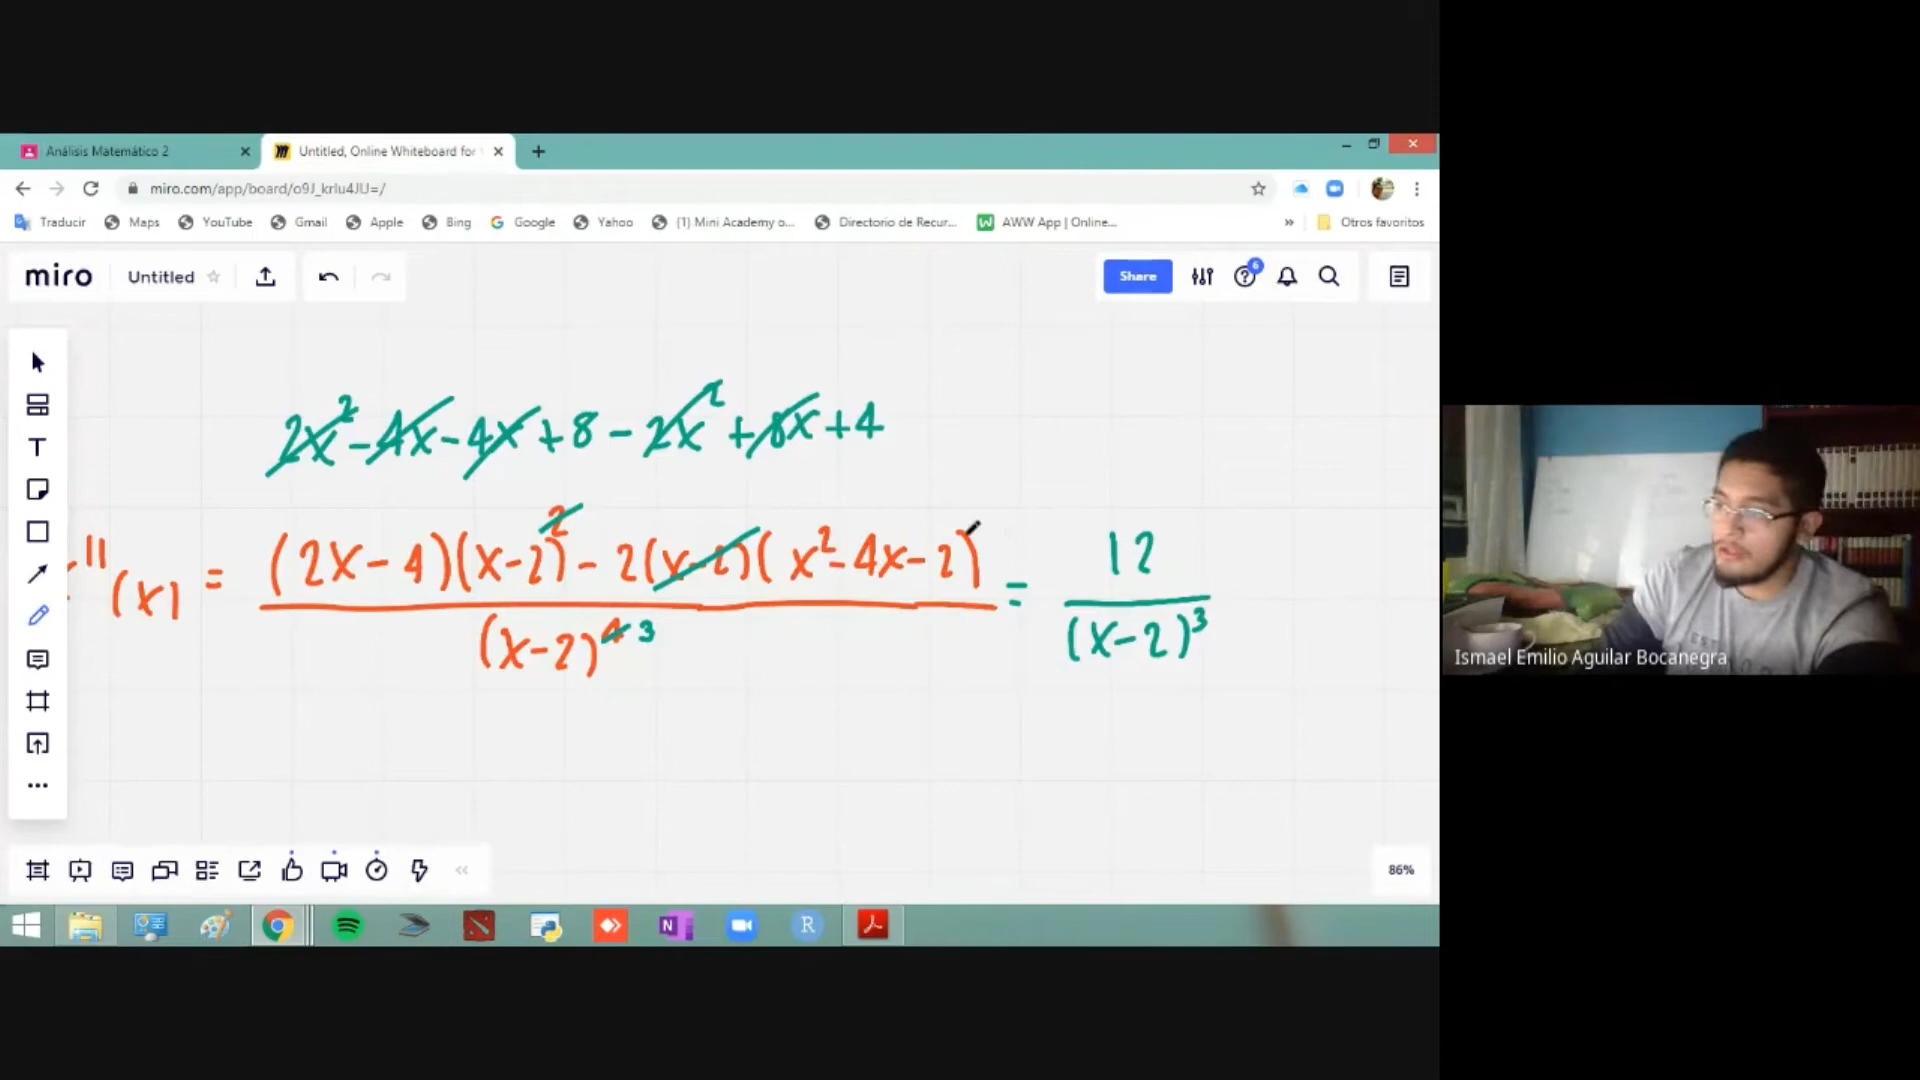 Análisis Matemático 2
Untitled, Online Whiteboard for
miro.com/app/board/o9J_krlu4JU=/
Traducir Maps YouTube Gmail Apple Bing Google Yahoo (1) Mini Academy o... Directorio de Recur... AWW App | Online... » Otros favoritos
miro Untitled Share 6
2x² - 4x - 4x + 8 - 2x² + 8x + 4
''(x) = (2x - 4)(x - 2)² - 2(x - 2)(x² - 4x - 2) = 12
(x - 2)⁴ 3 (x - 2)³
Ismael Emilio Aguilar Bocanegra
86%